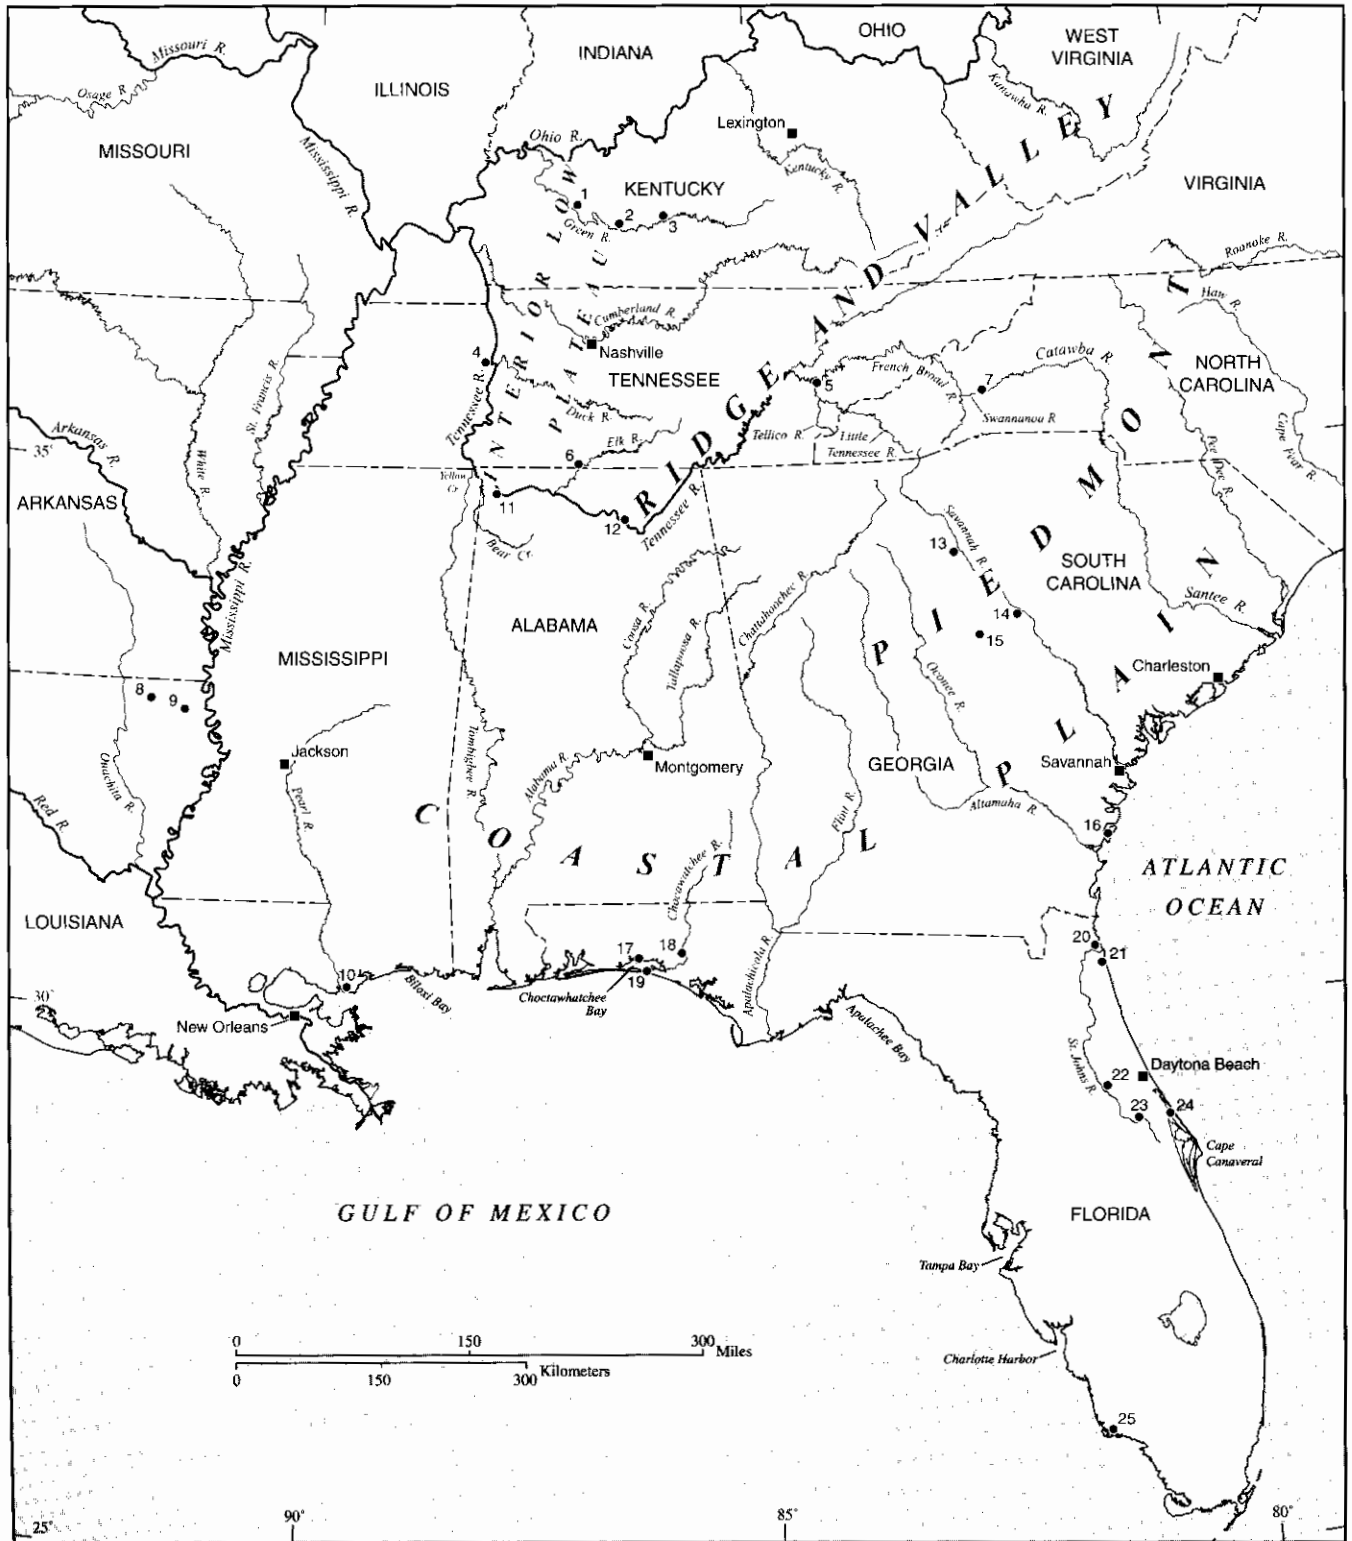 OHIO
WEST
VIRGINIA
INDIANA
ILLINOIS
Missouri R.
Osage R.
Kanawha R.
Lexington
Ohio R.
MISSOURI
Mississippi R.
Kentucky R.
KENTUCKY
VIRGINIA
1
2
3
Green R.
Roanoke R.
Haw R.
INTERIOR LOW
PLATEAU
RIDGE AND VALLEY
PIEDMONT
COASTAL PLAIN
Cumberland R.
Nashville
TENNESSEE
NORTH
CAROLINA
4
5
7
French Broad R.
Catawba R.
Swannanoa R.
St. Francis R.
Tennessee R.
Duck R.
Tellico R.
Little
Tennessee R.
Elk R.
6
Cape Fear R.
Pee Dee R.
Arkansas R.
35°
White R.
Yellow
Cr.
11
12
Tennessee R.
ARKANSAS
Bear Cr.
13
Savannah R.
SOUTH
CAROLINA
Santee R.
Mississippi R.
ALABAMA
Coosa R.
Tallapoosa R.
Chattahoochee R.
14
15
MISSISSIPPI
Oconee R.
Charleston
8
9
Jackson
Pearl R.
Ouachita R.
Tombigbee R.
Alabama R.
Montgomery
GEORGIA
Savannah
Flint R.
Altamaha R.
Red R.
16
ATLANTIC
OCEAN
Chocawatchee R.
LOUISIANA
17
18
19
20
21
10
30°
Biloxi Bay
Choctawhatchee
Bay
Apalachicola R.
New Orleans
Apalachee Bay
St. Johns R.
Daytona Beach
22
23
24
Cape
Canaveral
GULF OF MEXICO
FLORIDA
Tampa Bay
0 150 300
Miles
Kilometers
0 150 300
Charlotte Harbor
25
25°
90°
85°
80°